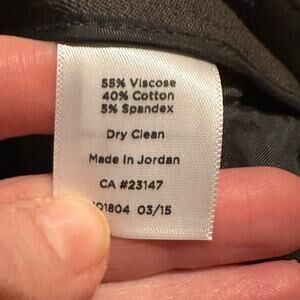 55% Viscose
40% Cotton
5% Spandex
Dry Clean
Made In Jordan
CA #23147
03/15